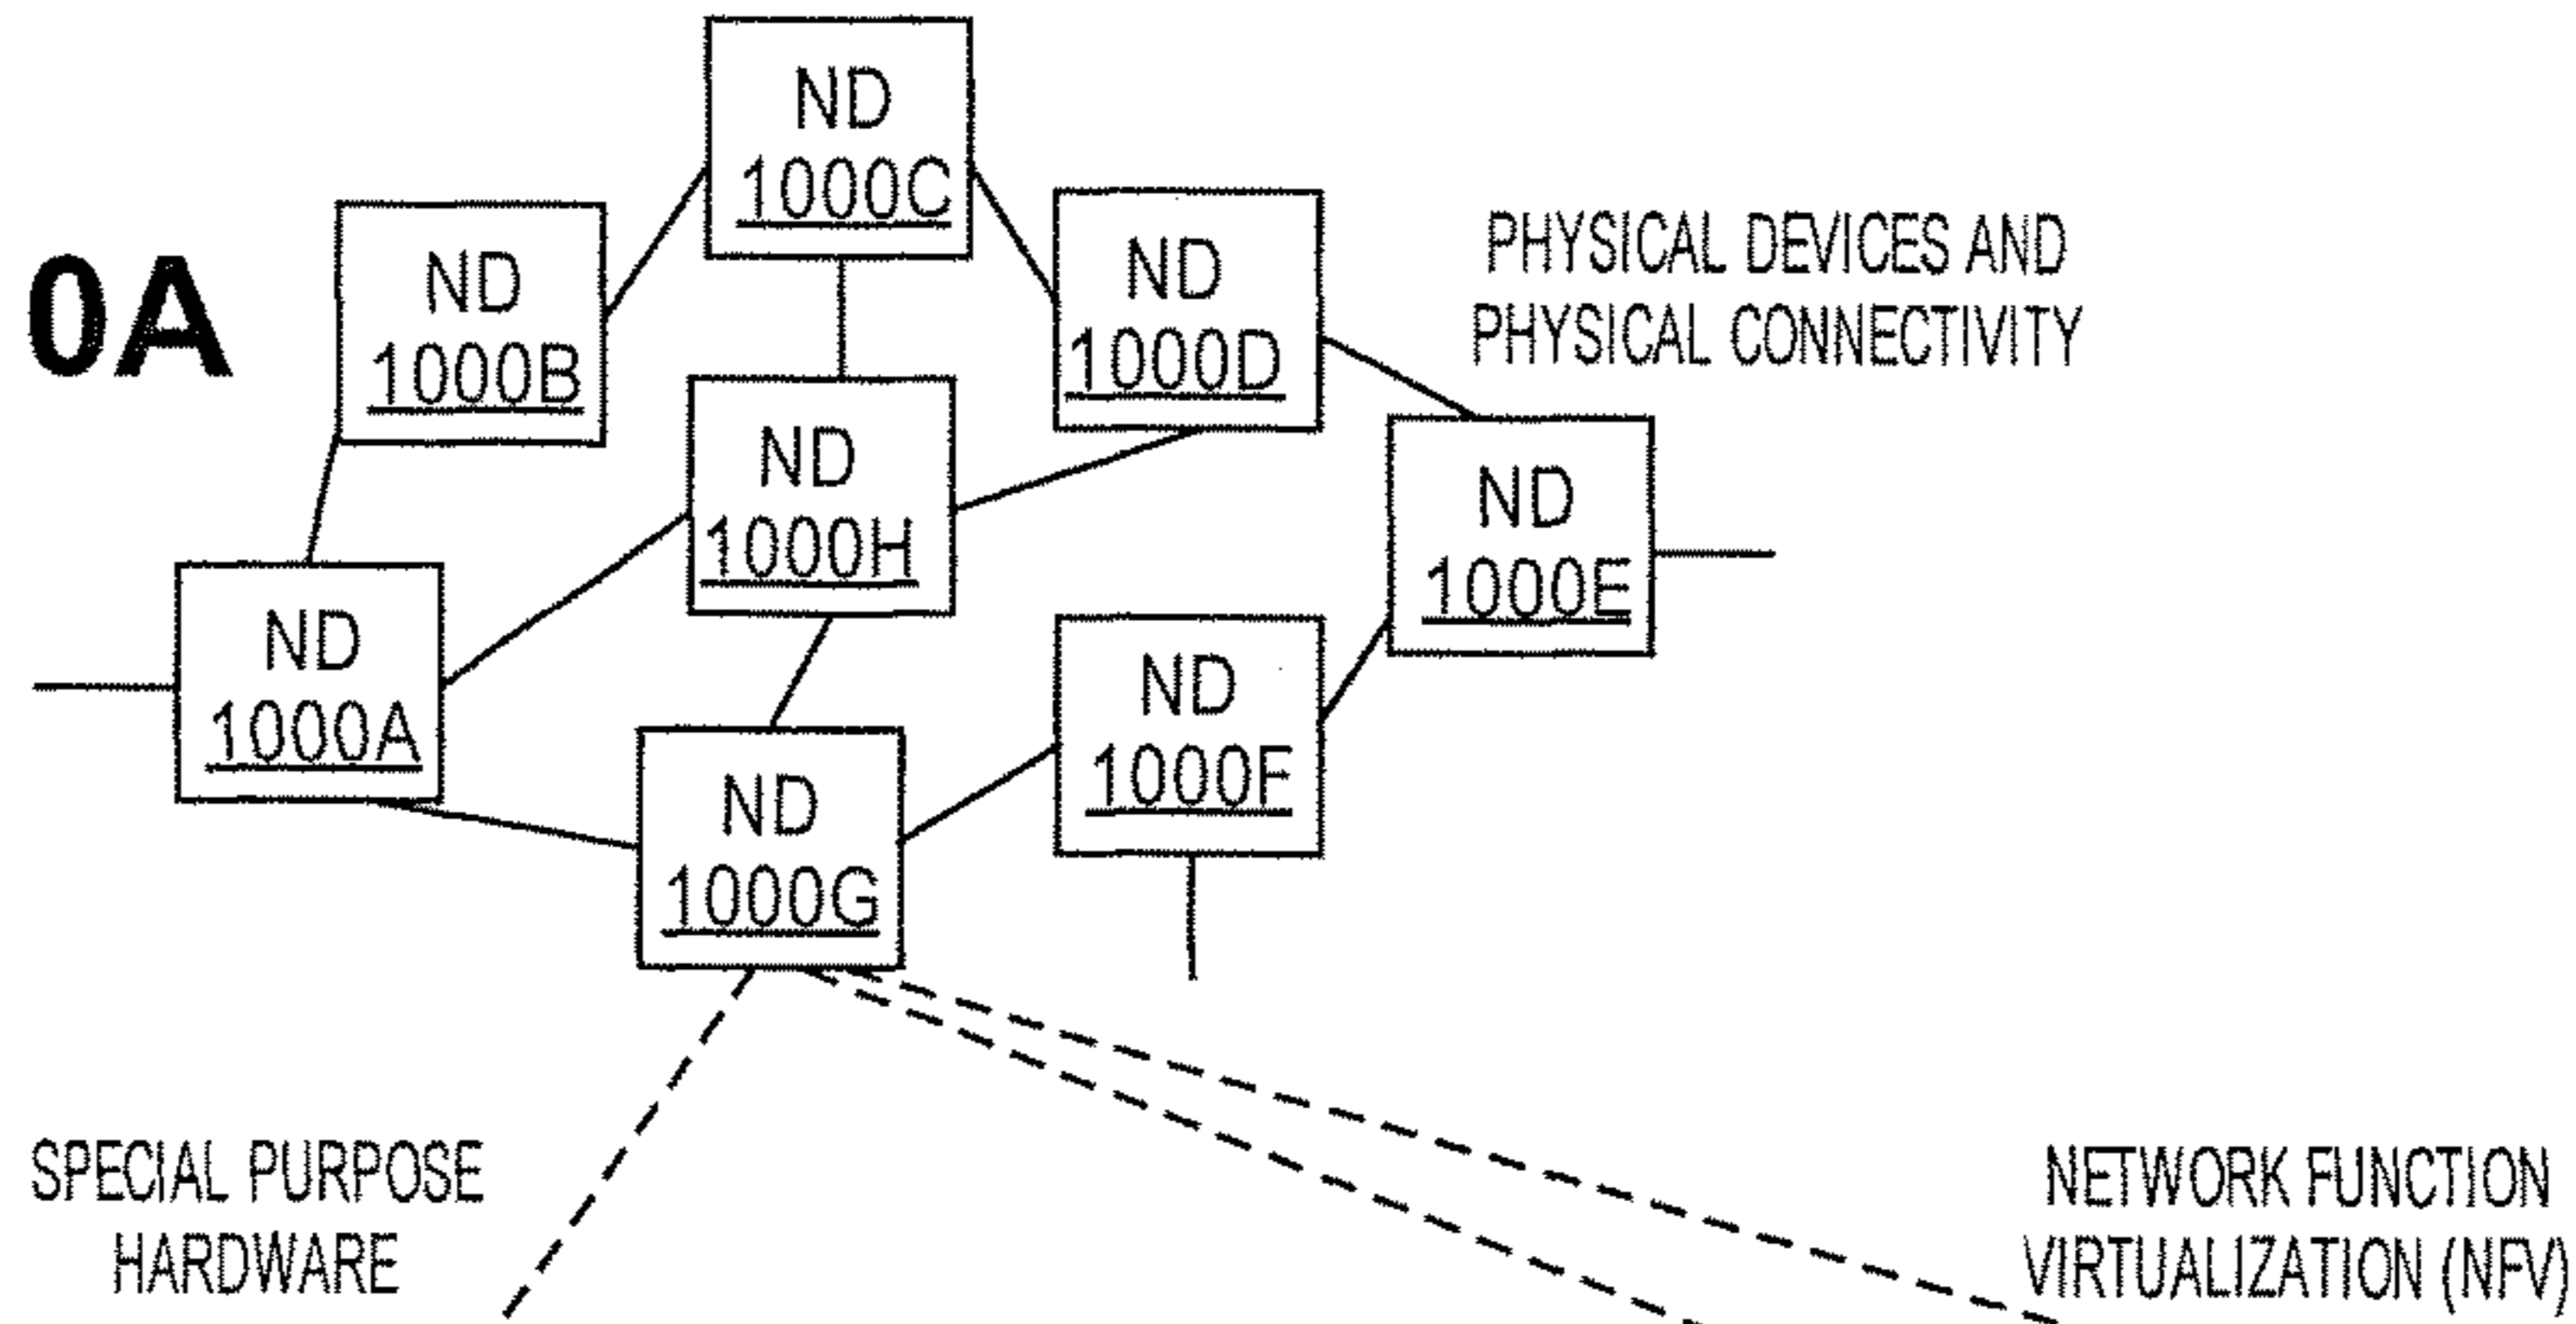 0A
ND
1000C
ND
1000B
ND
1000D
PHYSICAL DEVICES AND
PHYSICAL CONNECTIVITY
ND
1000H
ND
1000E
ND
1000A
ND
1000F
ND
1000G
SPECIAL PURPOSE
HARDWARE
NETWORK FUNCTION
VIRTUALIZATION (NFV)